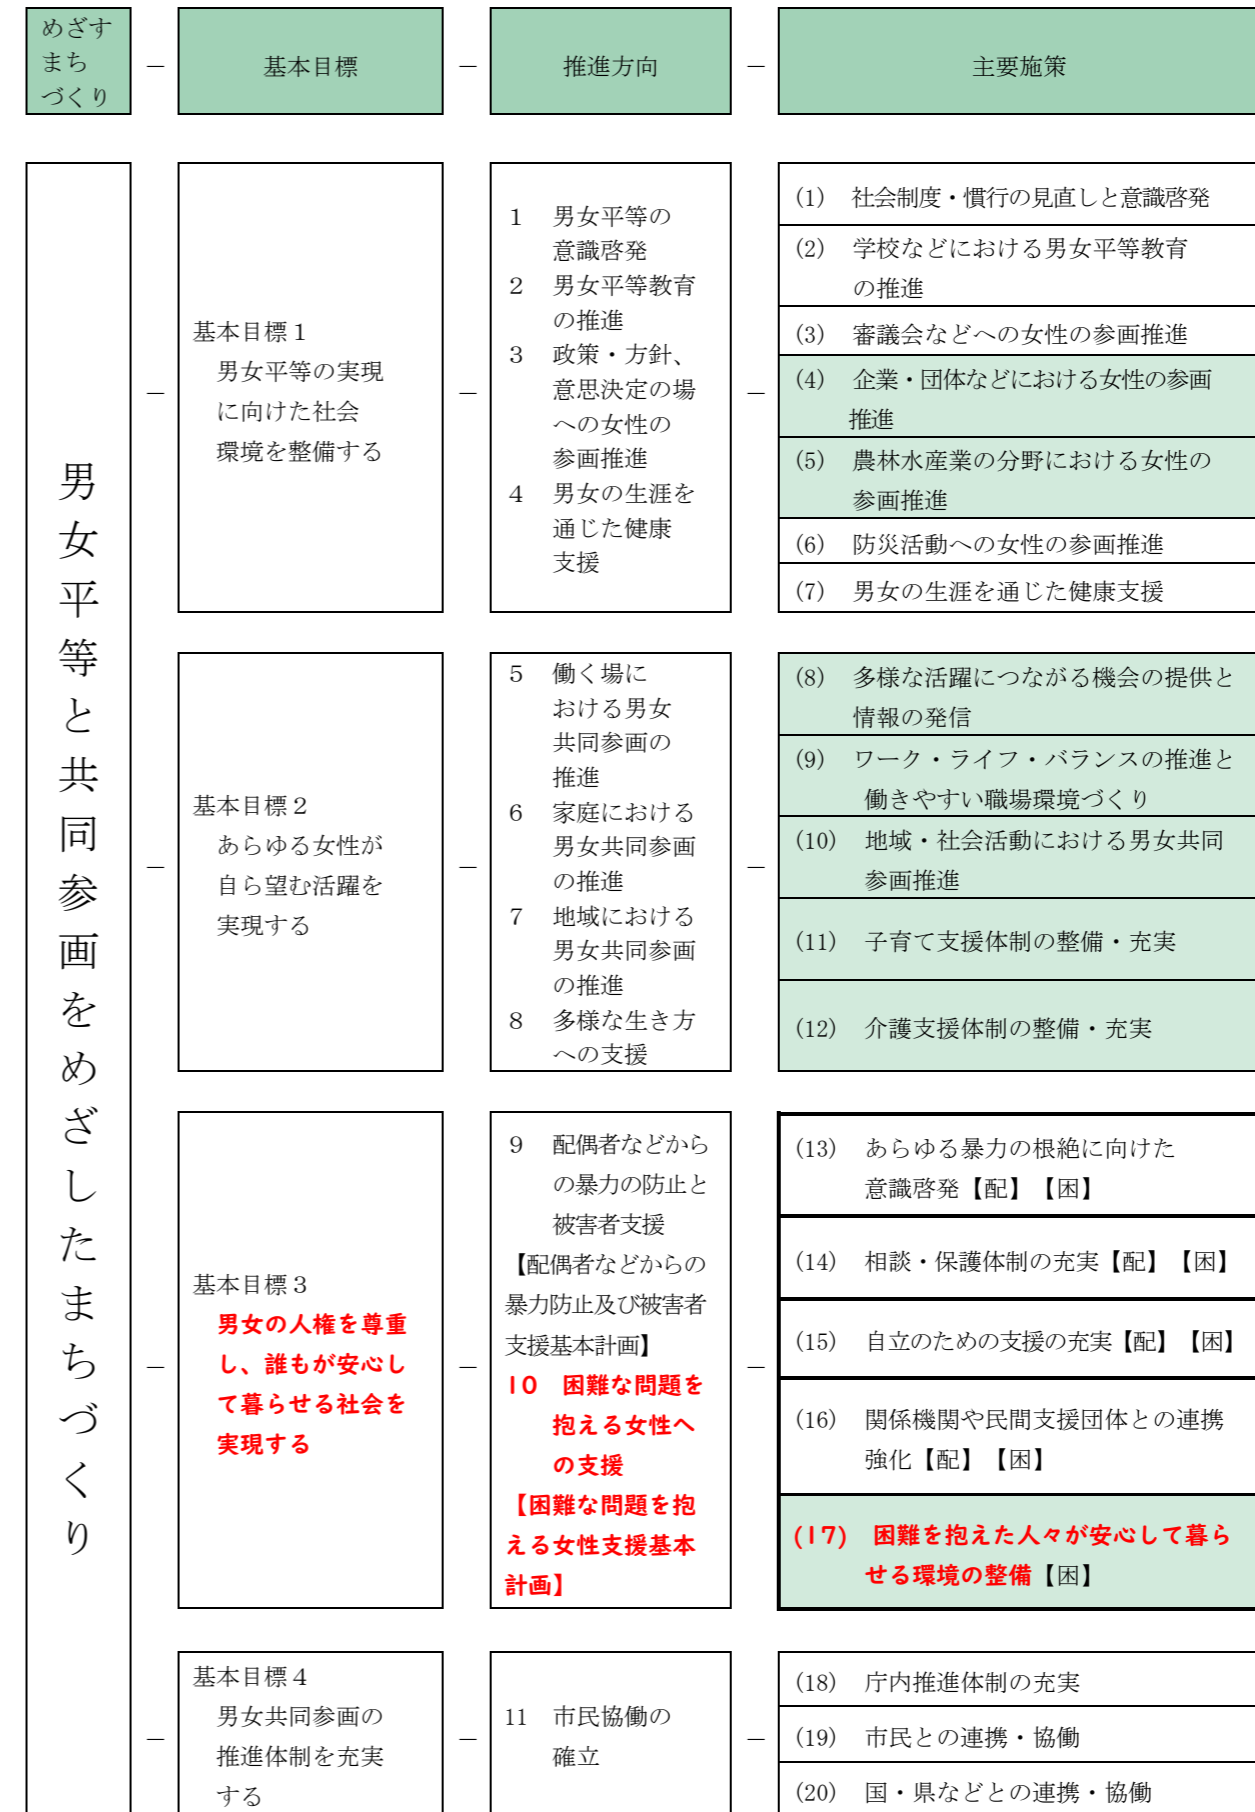 めざす
まち
づくり
－
基本目標
－
推進方向
－
主要施策
男女平等と共同参画をめざしたまちづくり
－
基本目標１
男女平等の実現
に向けた社会
環境を整備する
－
１　男女平等の
意識啓発
２　男女平等教育
の推進
３　政策・方針、
意思決定の場
への女性の
参画推進
４　男女の生涯を
通じた健康
支援
－
(1)　社会制度・慣行の見直しと意識啓発
(2)　学校などにおける男女平等教育
の推進
(3)　審議会などへの女性の参画推進
(4)　企業・団体などにおける女性の参画
推進
(5)　農林水産業の分野における女性の
参画推進
(6)　防災活動への女性の参画推進
(7)　男女の生涯を通じた健康支援
－
基本目標２
あらゆる女性が
自ら望む活躍を
実現する
－
５　働く場に
おける男女
共同参画の
推進
６　家庭における
男女共同参画
の推進
７　地域における
男女共同参画
の推進
８　多様な生き方
への支援
－
(8)　多様な活躍につながる機会の提供と
情報の発信
(9)　ワーク・ライフ・バランスの推進と
働きやすい職場環境づくり
(10)　地域・社会活動における男女共同
参画推進
(11)　子育て支援体制の整備・充実
(12)　介護支援体制の整備・充実
－
基本目標３
男女の人権を尊重
し、誰もが安心し
て暮らせる社会を
実現する
－
９　配偶者などから
の暴力の防止と
被害者支援
【配偶者などからの
暴力防止及び被害者
支援基本計画】
10　困難な問題を
抱える女性へ
の支援
【困難な問題を抱
える女性支援基本
計画】
－
(13)　あらゆる暴力の根絶に向けた
意識啓発【配】【困】
(14)　相談・保護体制の充実【配】【困】
(15)　自立のための支援の充実【配】【困】
(16)　関係機関や民間支援団体との連携
強化【配】【困】
(17)　困難を抱えた人々が安心して暮ら
せる環境の整備【困】
－
基本目標４
男女共同参画の
推進体制を充実
する
－
11　市民協働の
確立
－
(18)　庁内推進体制の充実
(19)　市民との連携・協働
(20)　国・県などとの連携・協働